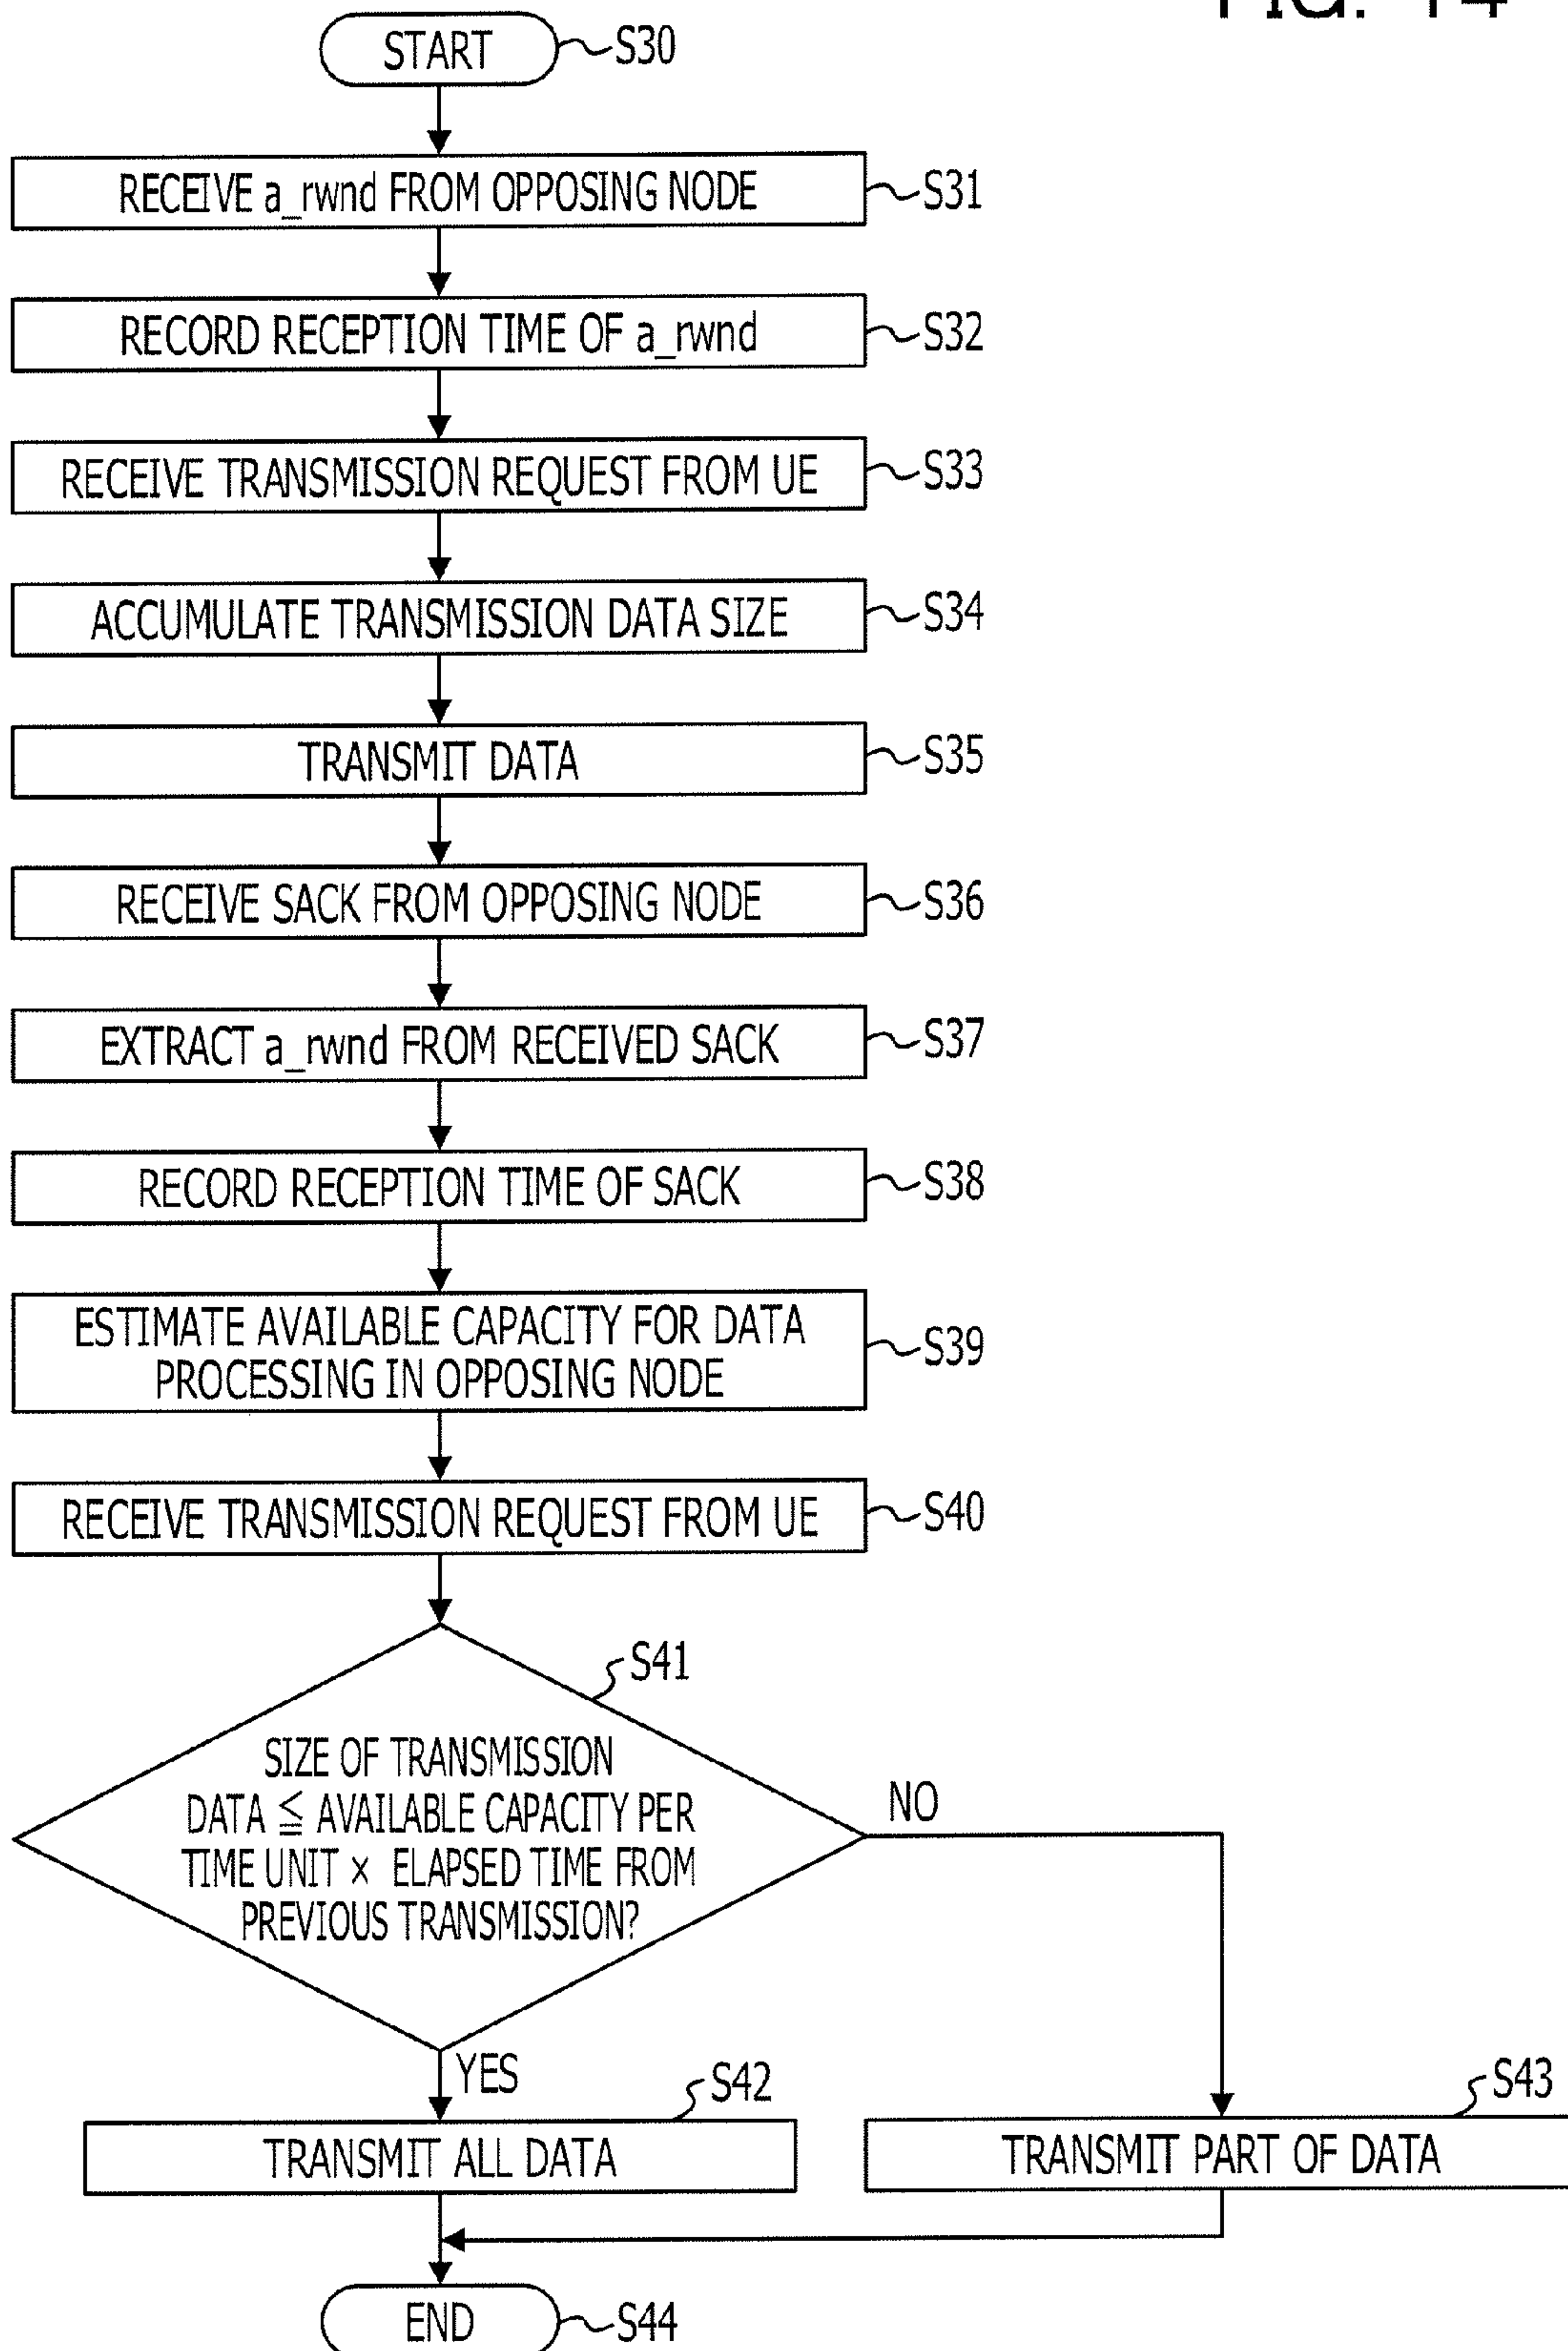 FIG. 14
START
S30
RECEIVE a_rwnd FROM OPPOSING NODE
S31
RECORD RECEPTION TIME OF a_rwnd
S32
RECEIVE TRANSMISSION REQUEST FROM UE
S33
ACCUMULATE TRANSMISSION DATA SIZE
S34
TRANSMIT DATA
S35
RECEIVE SACK FROM OPPOSING NODE
S36
EXTRACT a_rwnd FROM RECEIVED SACK
S37
RECORD RECEPTION TIME OF SACK
S38
ESTIMATE AVAILABLE CAPACITY FOR DATA
PROCESSING IN OPPOSING NODE
S39
RECEIVE TRANSMISSION REQUEST FROM UE
S40
S41
SIZE OF TRANSMISSION
DATA ≦ AVAILABLE CAPACITY PER
TIME UNIT × ELAPSED TIME FROM
PREVIOUS TRANSMISSION?
NO
YES
S42
S43
TRANSMIT ALL DATA
TRANSMIT PART OF DATA
END
S44